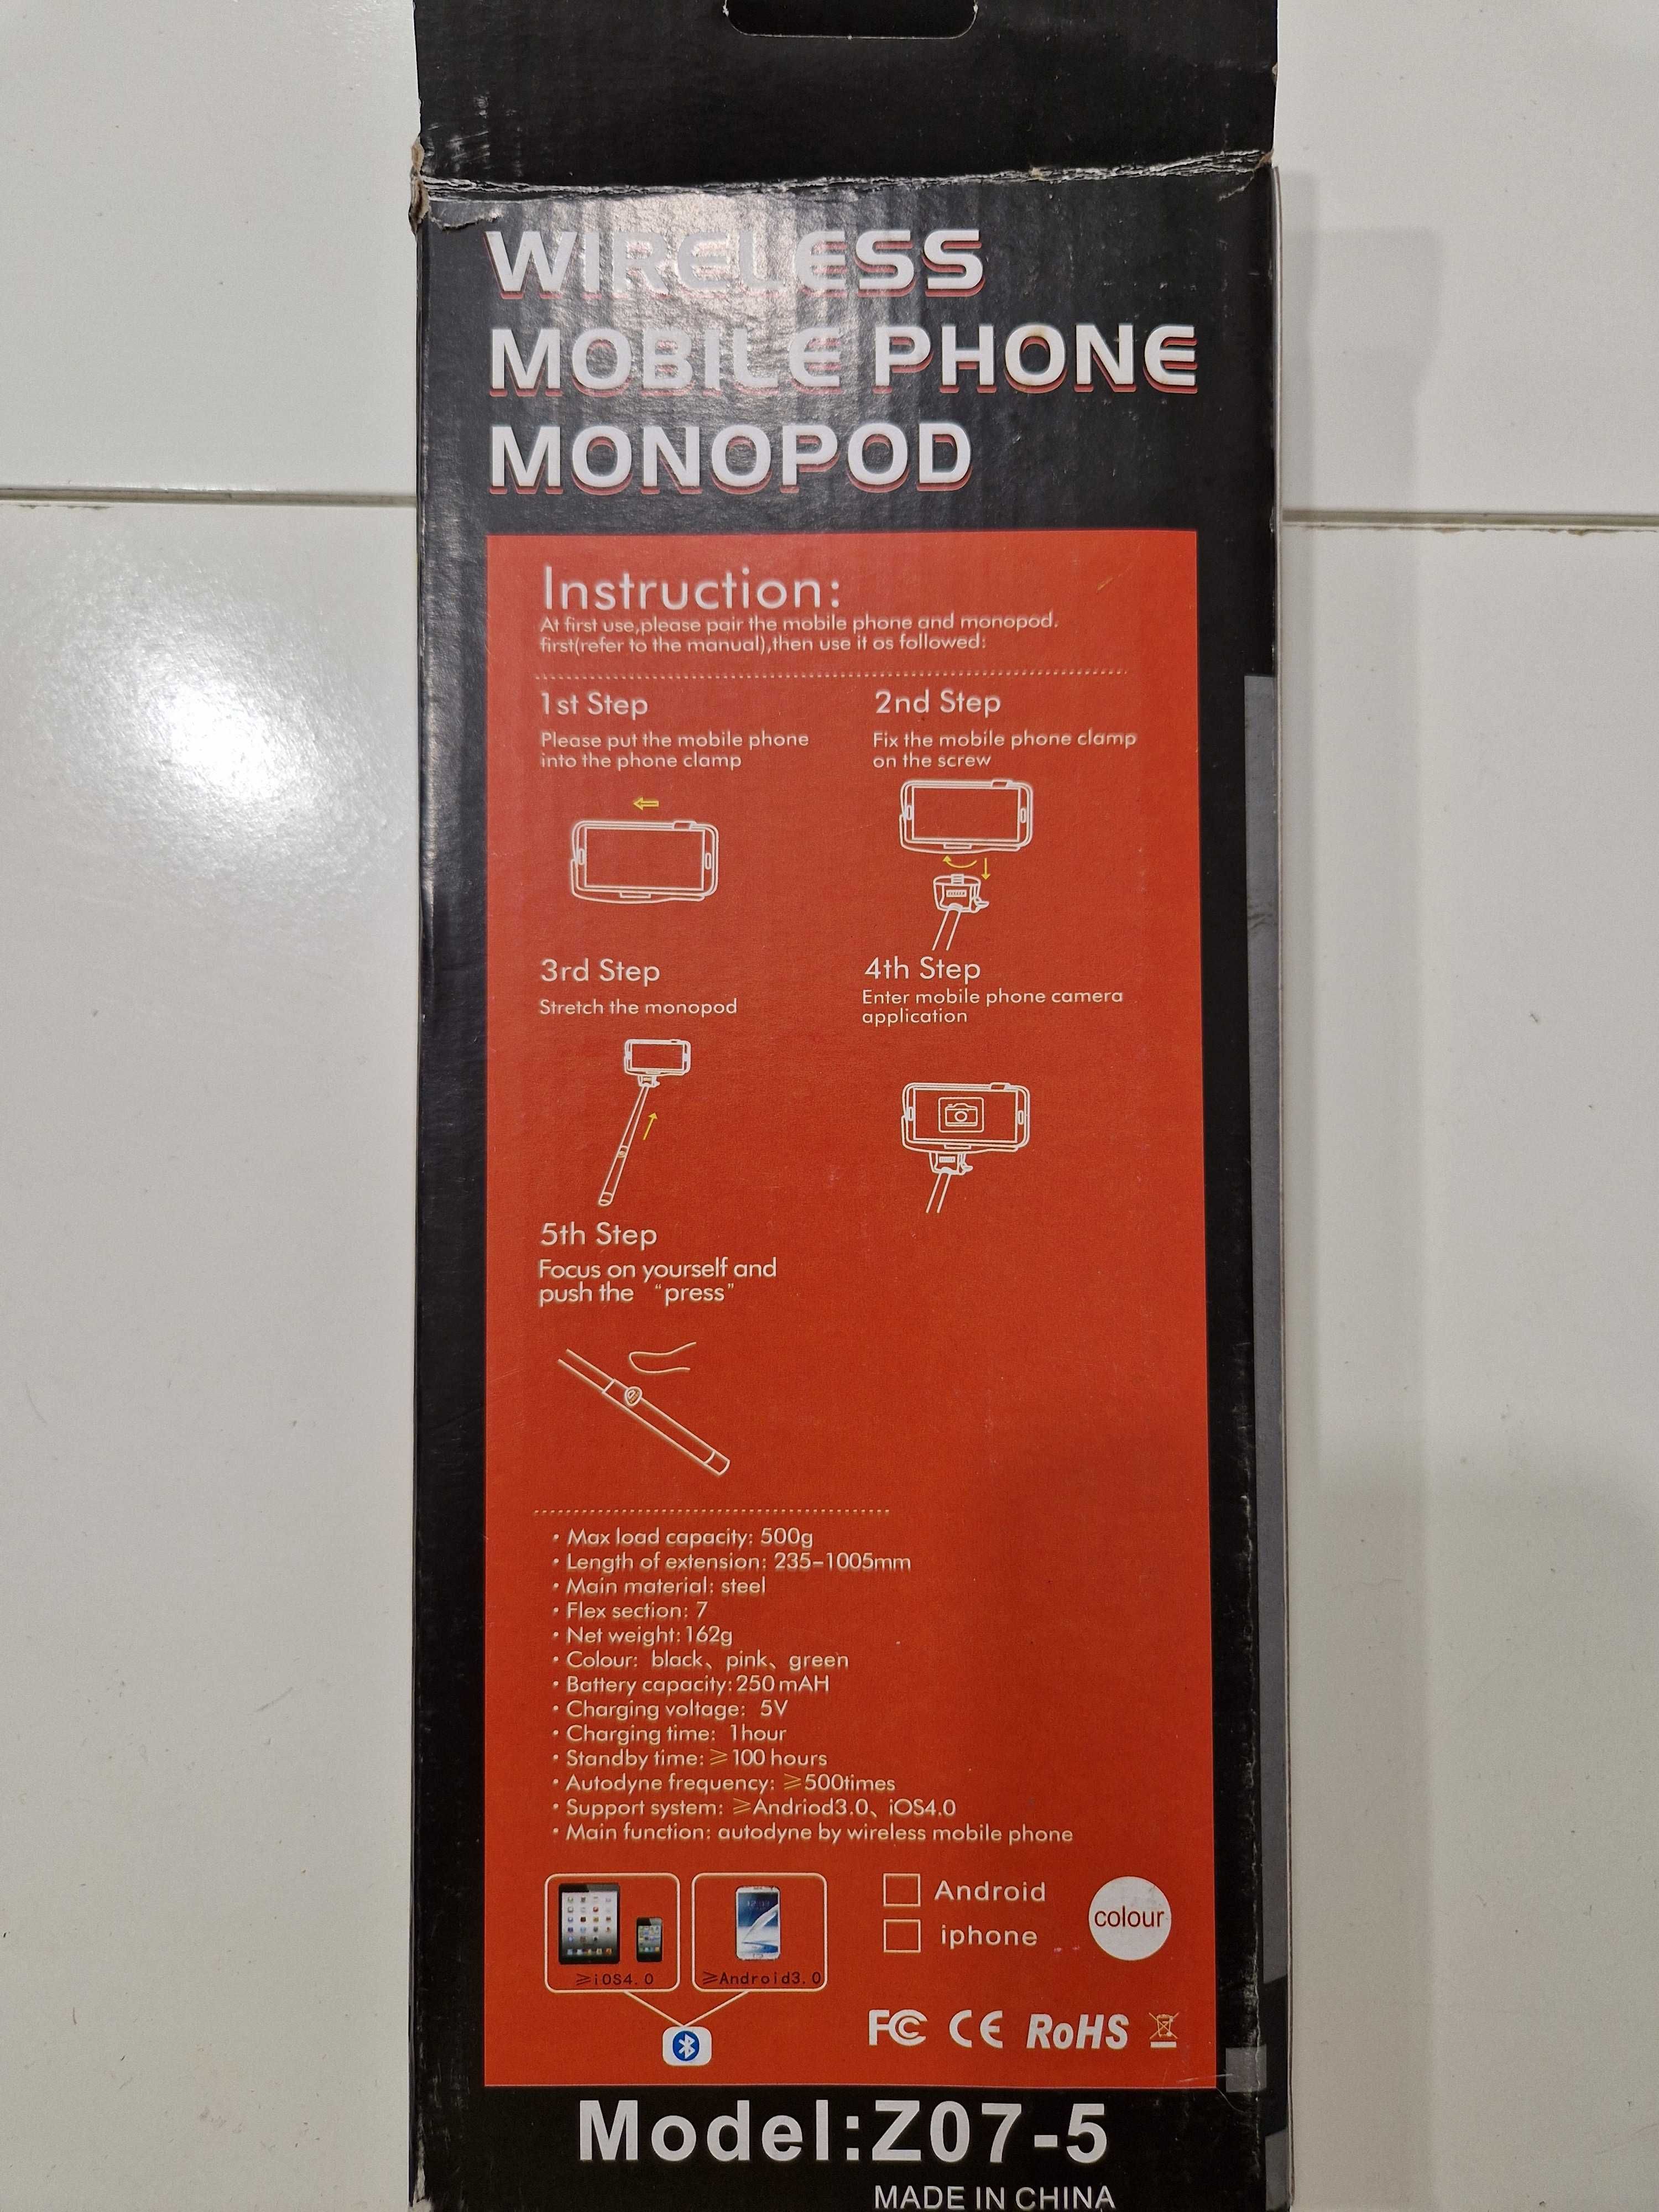 WIRELESS
MOBILE PHONE
MONOPOD
Instruction:
At first use,please pair the mobile phone and monopod.
first(refer to the manual),then use it os followed:
1st Step
Please put the mobile phone
into the phone clamp
2nd Step
Fix the mobile phone clamp
on the screw
3rd Step
Stretch the monopod
4th Step
Enter mobile phone camera
application
5th Step
Focus on yourself and
push the “press”
• Max load capacity: 500g
• Length of extension: 235–1005mm
• Main material: steel
• Flex section: 7
• Net weight:162g
• Colour: black、pink、green
• Battery capacity:250 mAH
• Charging voltage: 5V
• Charging time: 1hour
• Standby time: ≥100 hours
• Autodyne frequency: ≥500times
• Support system: ≥Andriod3.0、iOS4.0
• Main function: autodyne by wireless mobile phone
≥iOS4.0
≥Android3.0
Android
iphone
colour
FC CE RoHS
Model:Z07-5
MADE IN CHINA